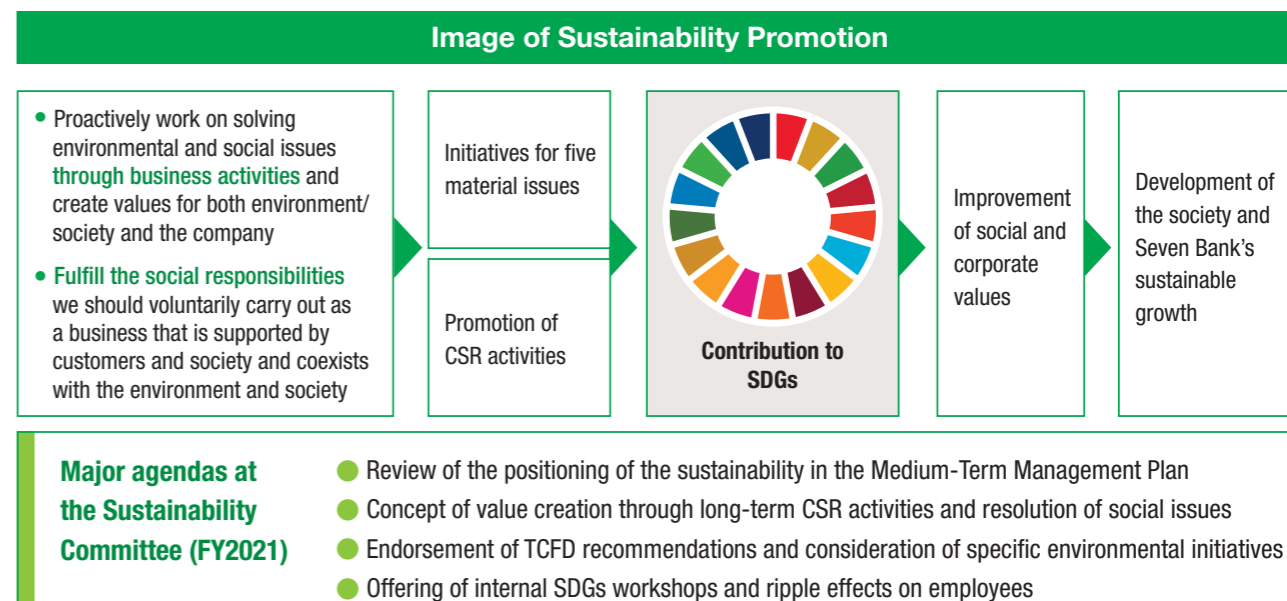 Image of Sustainability Promotion
• Proactively work on solving
environmental and social issues
through business activities and
create values for both environment/
society and the company
• Fulfill the social responsibilities
we should voluntarily carry out as
a business that is supported by
customers and society and coexists
with the environment and society
Initiatives for five
material issues
Promotion of
CSR activities
Contribution to
SDGs
Improvement
of social and
corporate
values
Development of
the society and
Seven Bank's
sustainable
growth
Major agendas at
the Sustainability
Committee (FY2021)
● Review of the positioning of the sustainability in the Medium-Term Management Plan
● Concept of value creation through long-term CSR activities and resolution of social issues
● Endorsement of TCFD recommendations and consideration of specific environmental initiatives
● Offering of internal SDGs workshops and ripple effects on employees